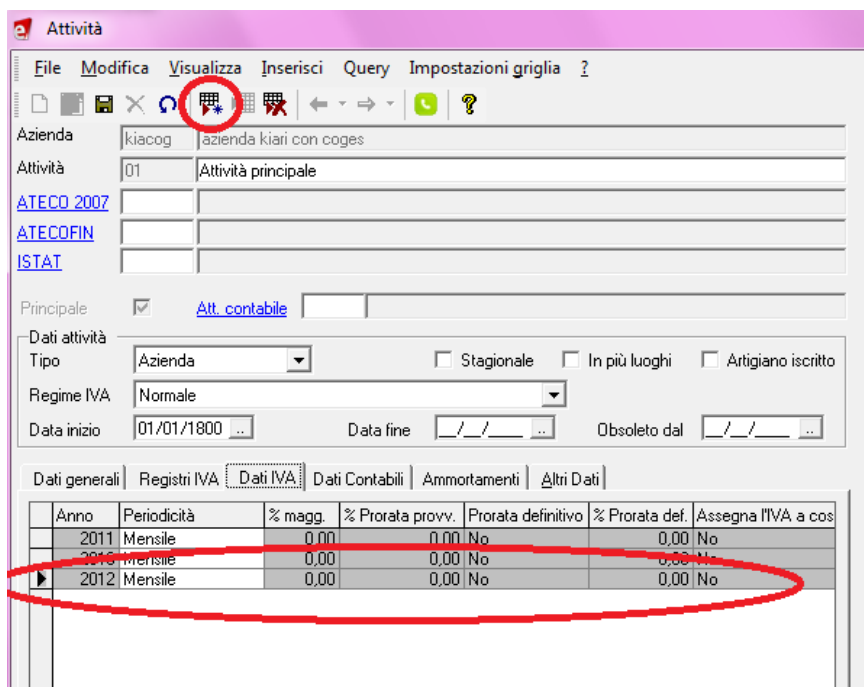 Attività
File Modifica Visualizza Inserisci Query Impostazioni griglia ?
Azienda kiacog azienda kiari con coges
Attività 01 Attività principale
ATECO 2007
ATECOFIN
ISTAT
Principale Att. contabile
Dati attività
Tipo Azienda Stagionale In più luoghi Artigiano iscritto
Regime IVA Normale
Data inizio 01/01/1800 .. Data fine _/_/____ .. Obsoleto dal _/_/____ ..
Dati generali Registri IVA Dati IVA Dati Contabili Ammortamenti Altri Dati
Anno Periodicità % magg. % Prorata provv. Prorata definitivo % Prorata def. Assegna l'IVA a cos
2011 Mensile 0,00 0,00 No 0,00 No
Mensile 0,00 0,00 No 0,00 No
2012 Mensile 0,00 0,00 No 0,00 No